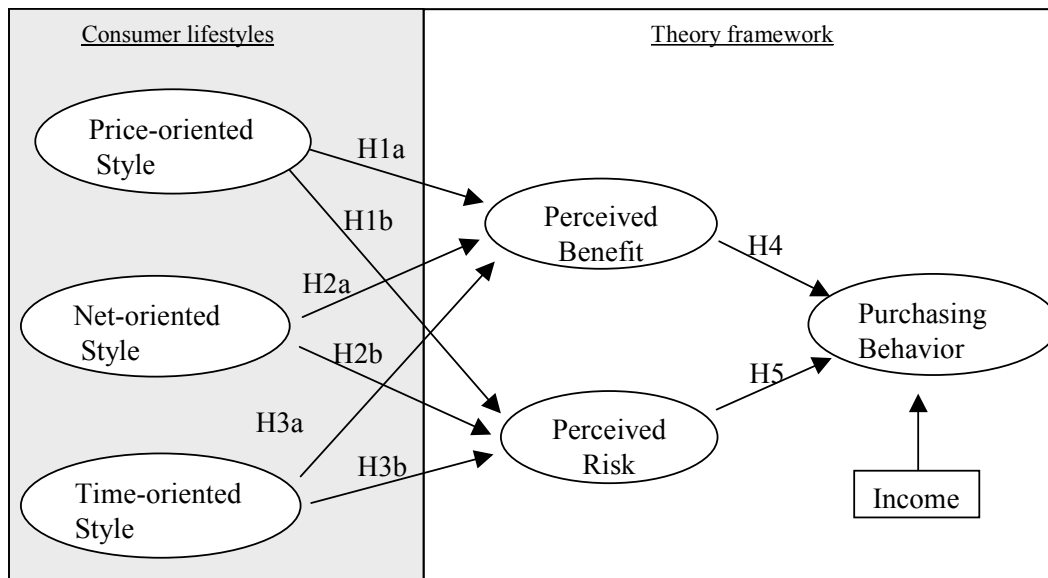 Consumer lifestyles
Theory framework
Price-oriented
Style
H1a
H1b
Perceived
Benefit
H4
H2a
Net-oriented
Style
Purchasing
Behavior
H2b
H5
H3a
Perceived
Risk
H3b
Time-oriented
Style
Income